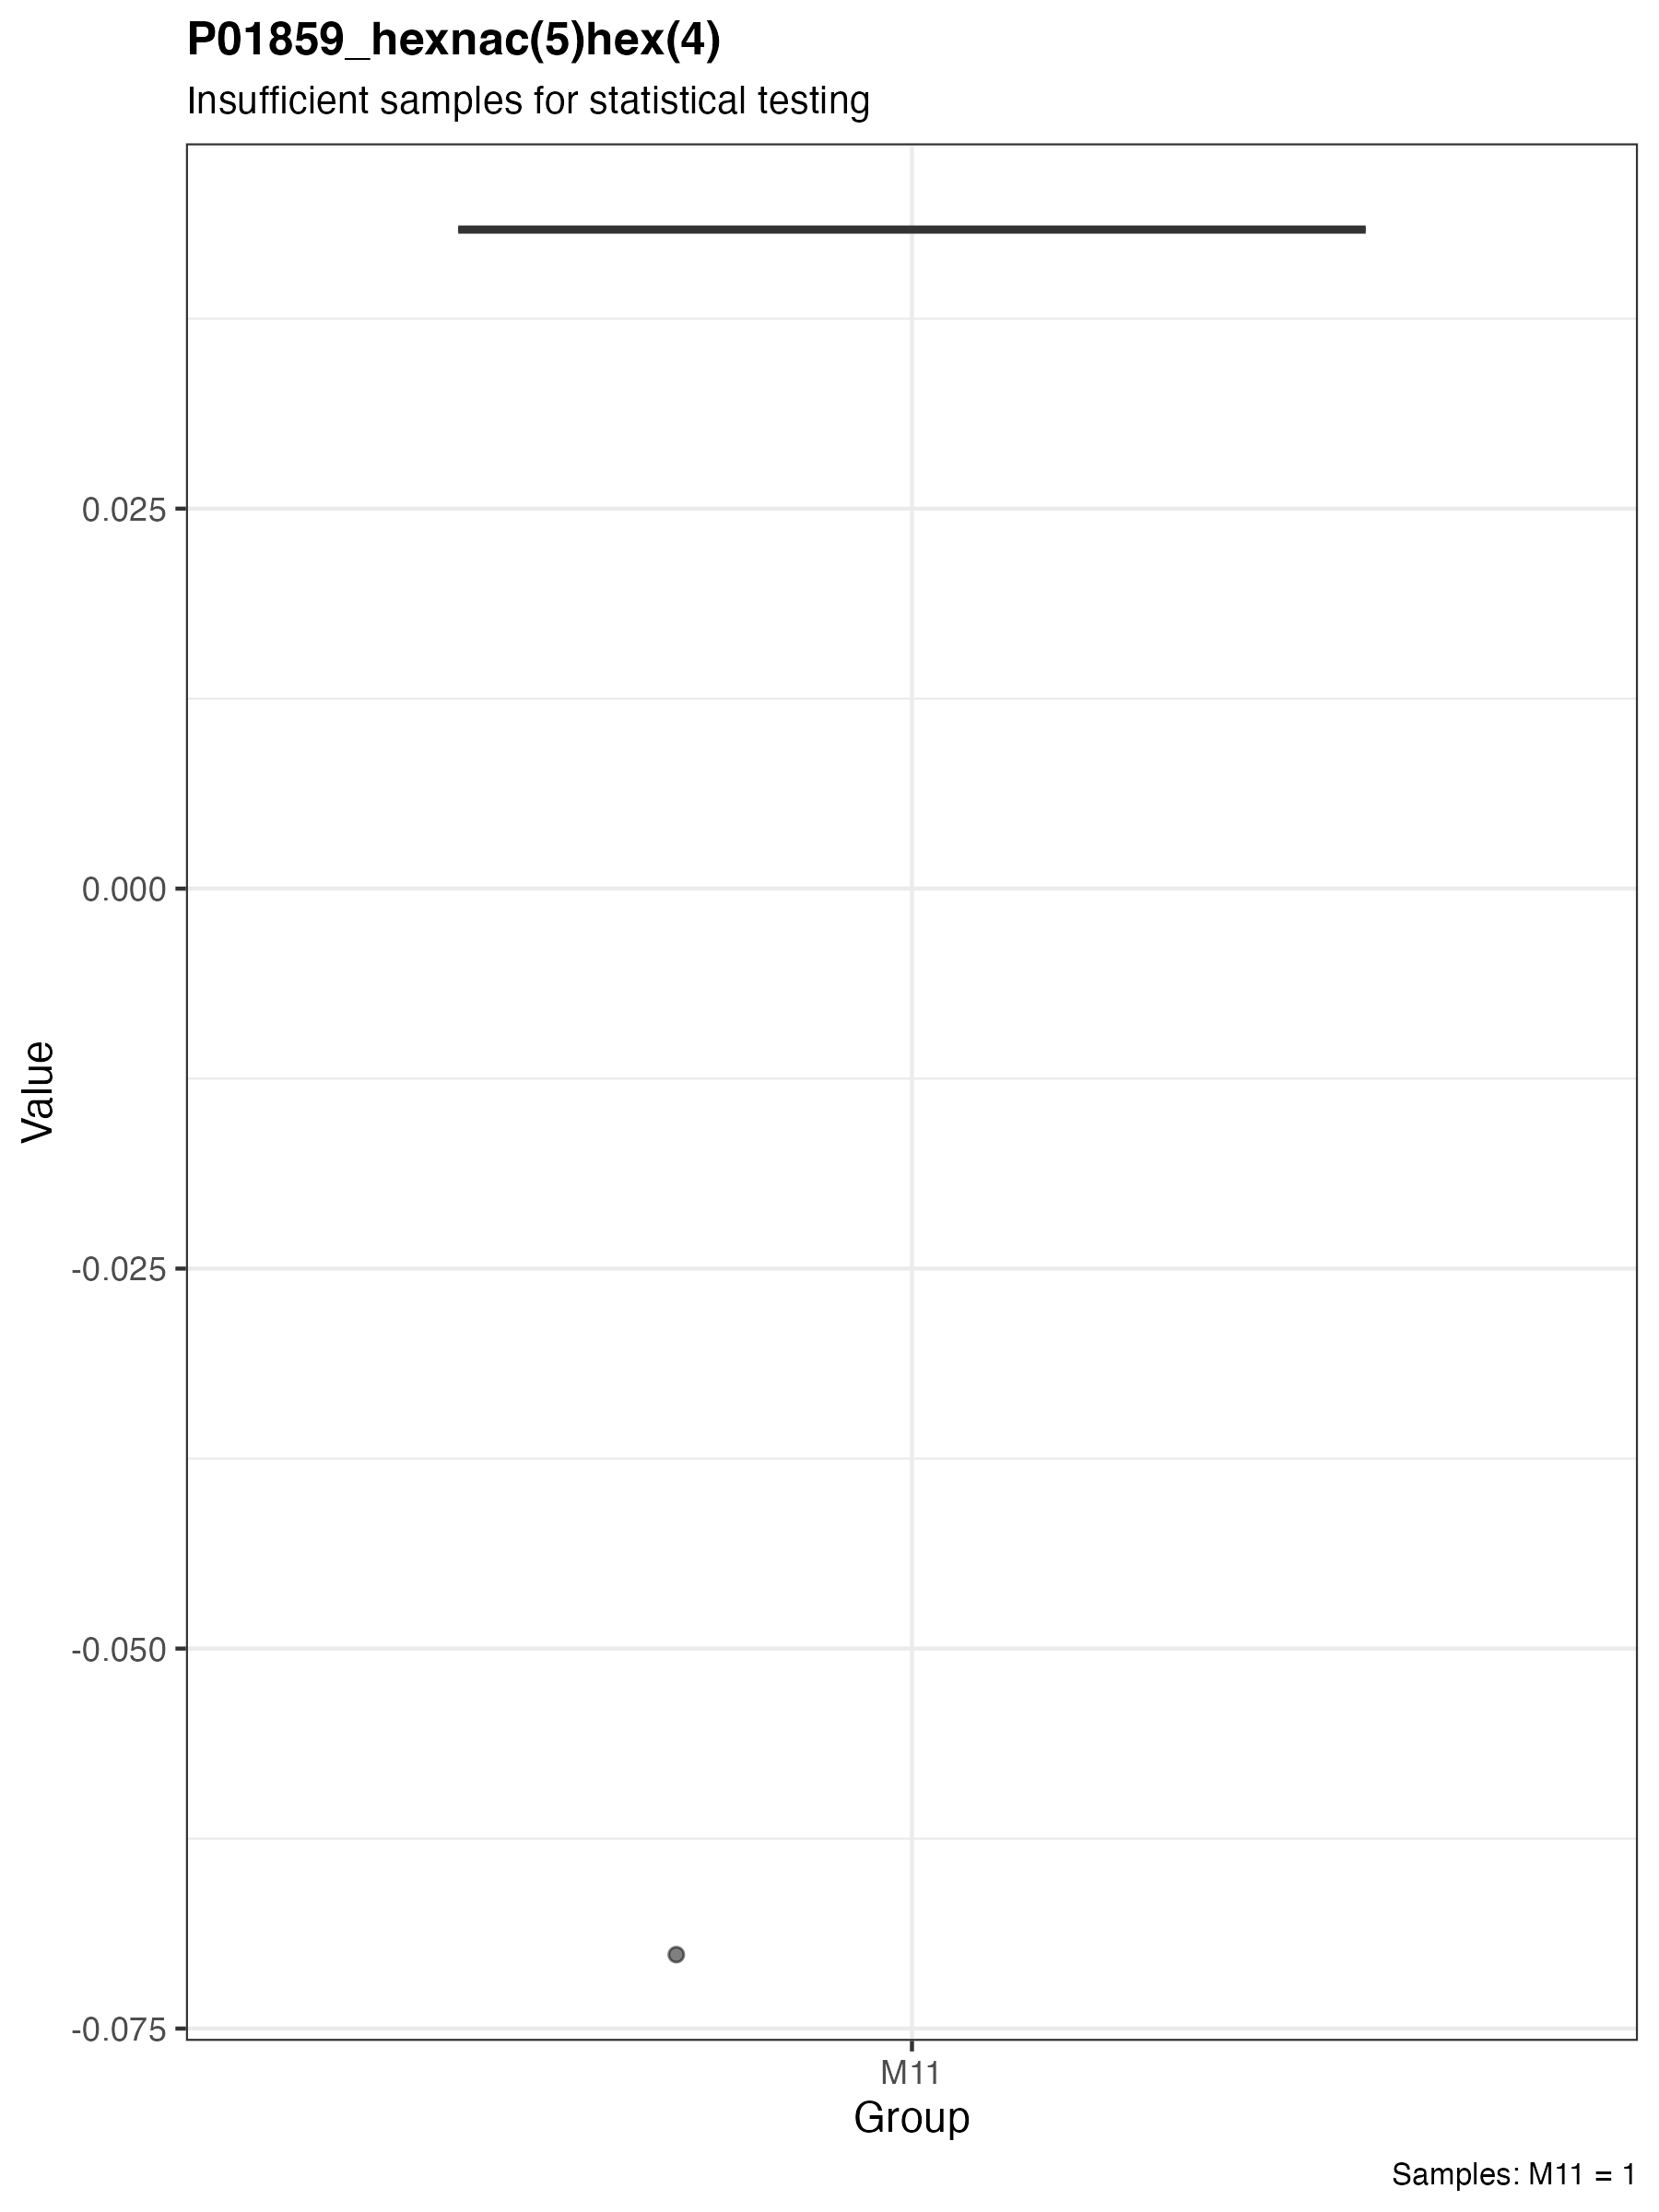 P01859_hexnac(5)hex(4)
Insufficient samples for statistical testing
0.025
0.000
-0.025
-0.050
-0.075
Value
M11
Group
Samples: M11 = 1